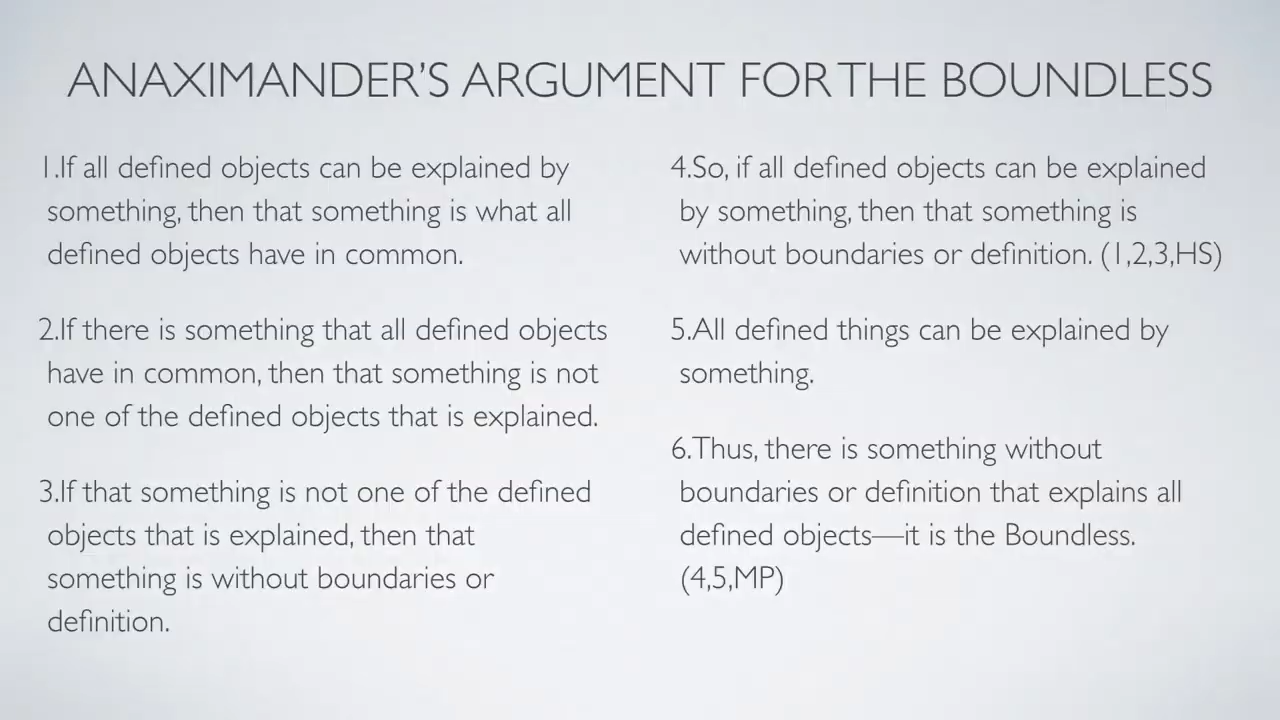 ANAXIMANDER'S ARGUMENT FOR THE BOUNDLESS
1.If all defined objects can be explained by
something, then that something is what all
defined objects have in common.
2.If there is something that all defined objects
have in common, then that something is not
one of the defined objects that is explained.
3.If that something is not one of the defined
objects that is explained, then that
something is without boundaries or
definition.
4.So, if all defined objects can be explained
by something, then that something is
without boundaries or definition. (1,2,3,HS)
5.All defined things can be explained by
something.
6.Thus, there is something without
boundaries or definition that explains all
defined objects—it is the Boundless.
(4,5,MP)